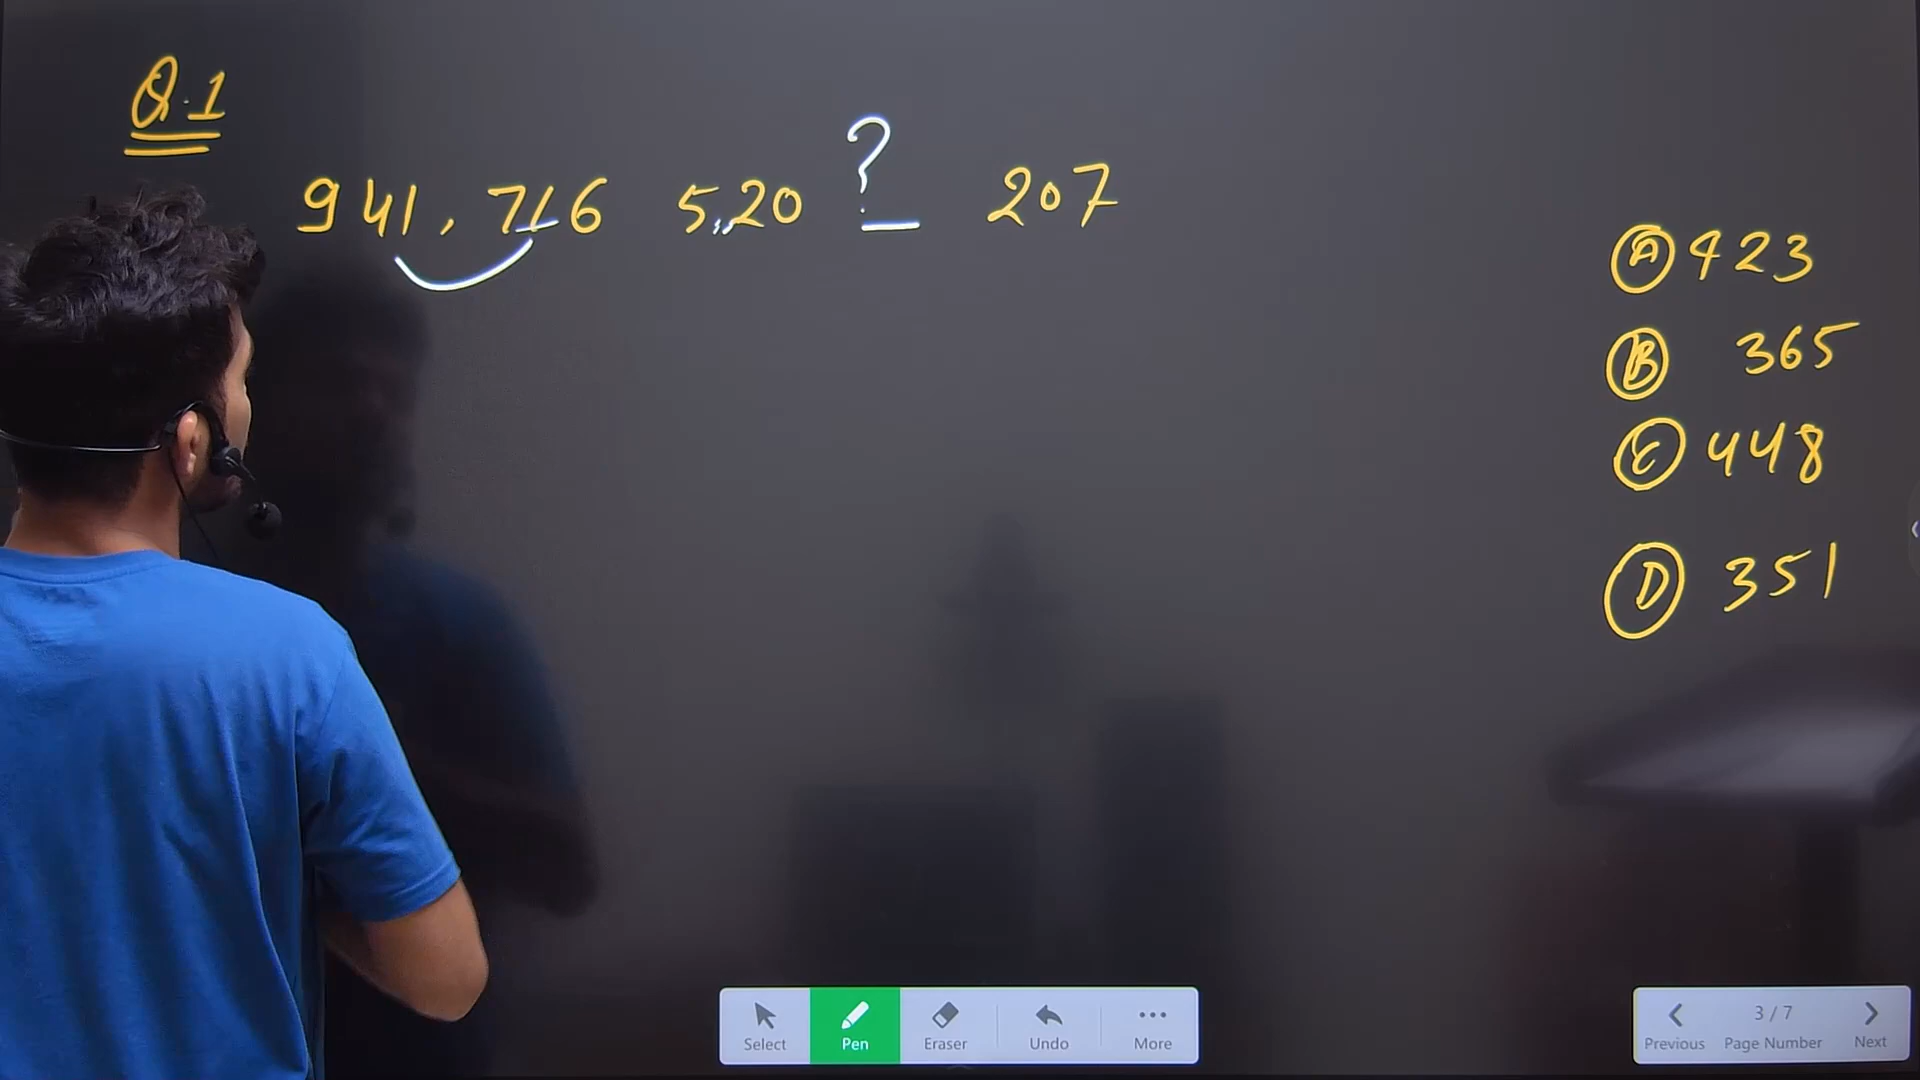 Q.1
?
941, 716 5,20 _ 207
A 423
B 365
C 448
D 351
Select Pen Eraser Undo More
3 / 7
Previous Page Number Next